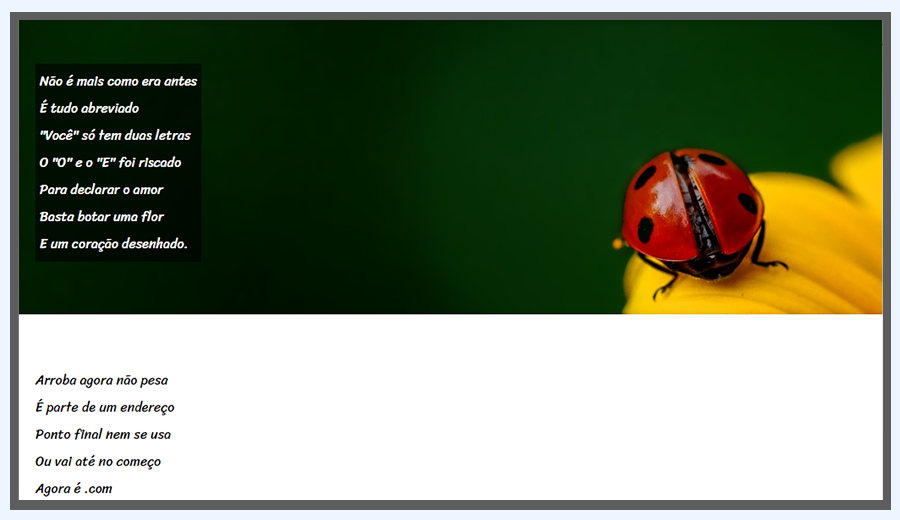 Não é mais como era antes
É tudo abreviado
"Você" só tem duas letras
O "O" e o "E" foi riscado
Para declarar o amor
Basta botar uma flor
E um coração desenhado.
Arroba agora não pesa
É parte de um endereço
Ponto final nem se usa
Ou vai até no começo
Agora é .com